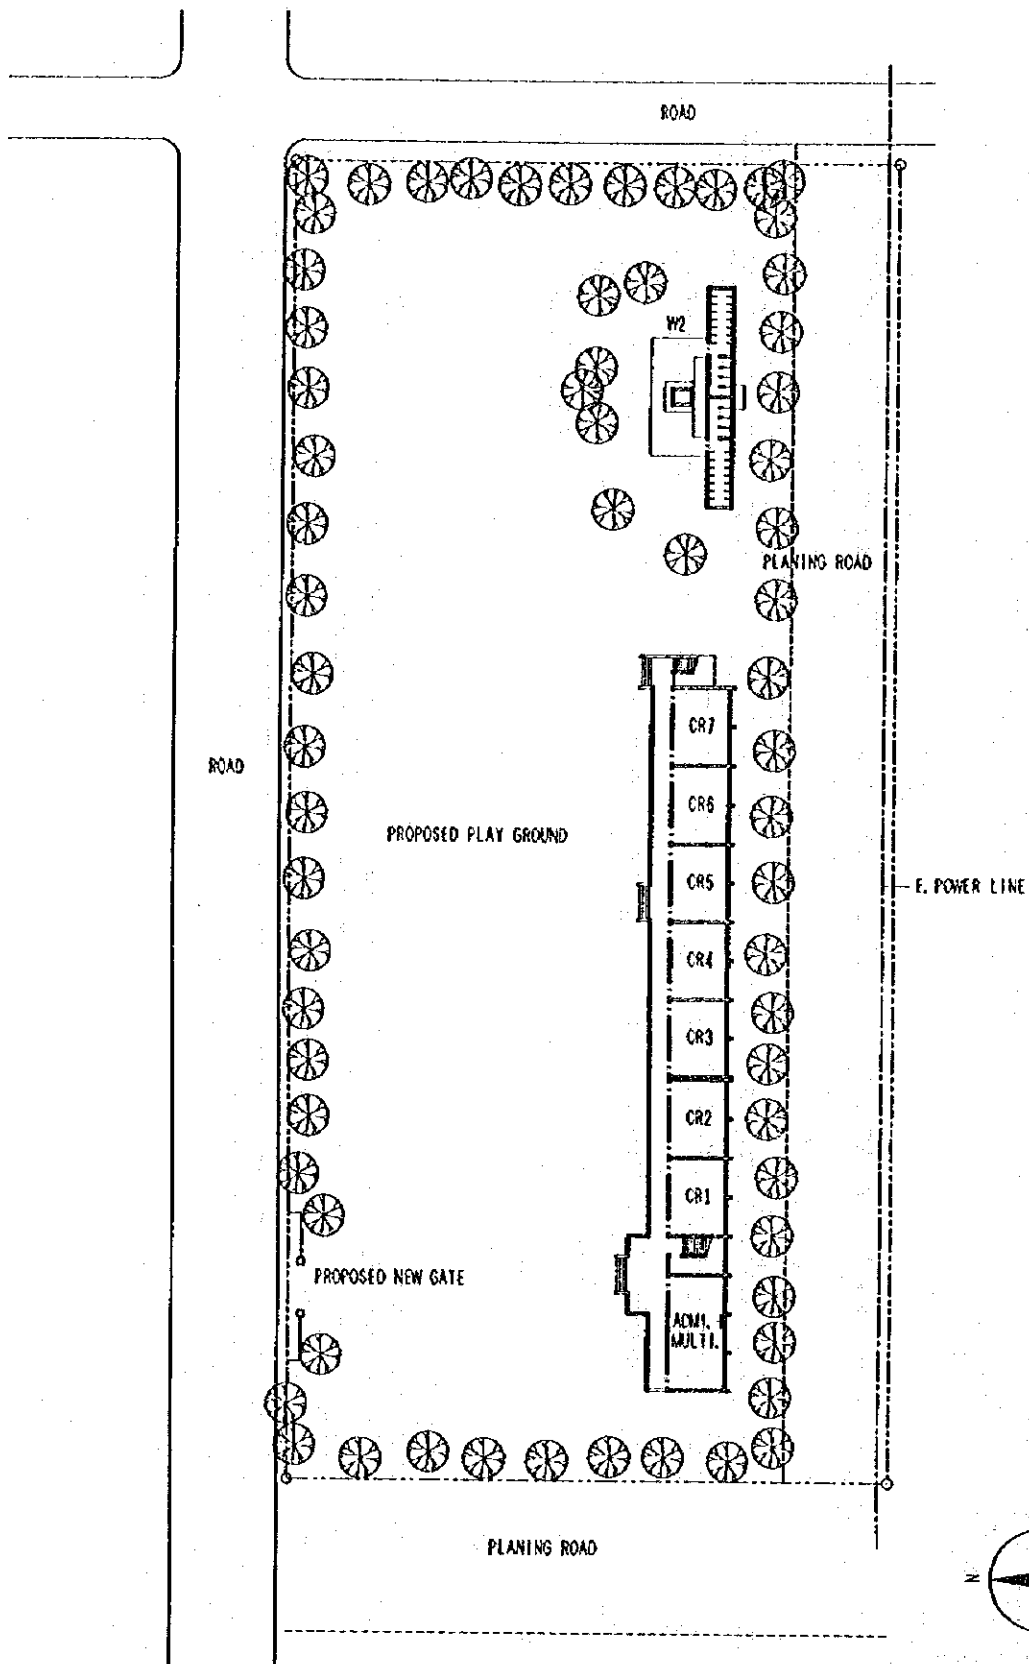 ROAD
W2
PLANING ROAD
CR7
ROAD
CR6
PROPOSED PLAY GROUND
CR5
E. POWER LINE
CR4
CR3
CR2
CR1
PROPOSED NEW GATE
ADMI.
MULTI.
PLANING ROAD
N